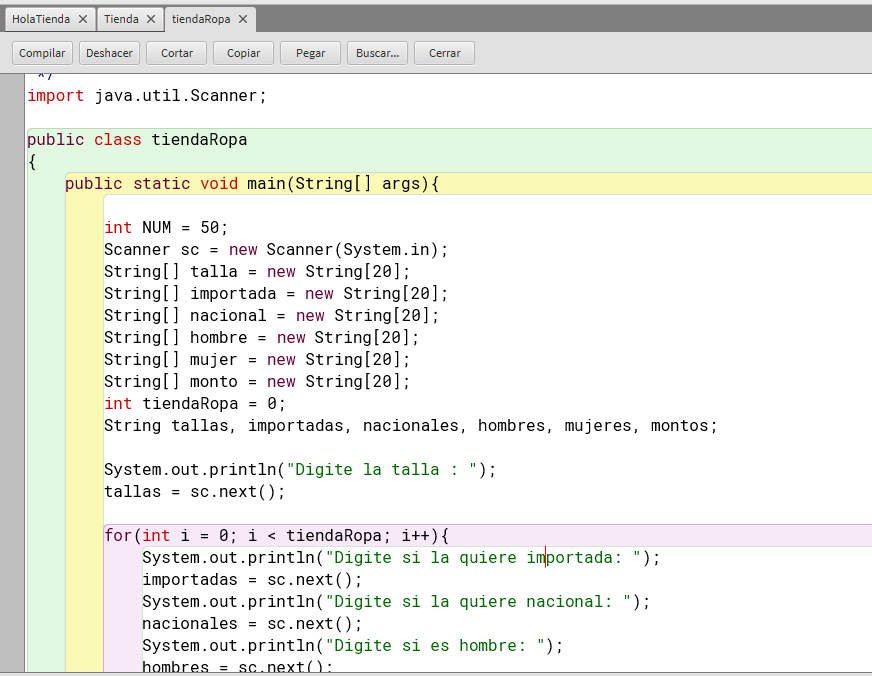 HolaTienda ✕ Tienda ✕ tiendaRopa ✕
Compilar Deshacer Cortar Copiar Pegar Buscar... Cerrar
*/
import java.util.Scanner;
public class tiendaRopa
{
public static void main(String[] args){
int NUM = 50;
Scanner sc = new Scanner(System.in);
String[] talla = new String[20];
String[] importada = new String[20];
String[] nacional = new String[20];
String[] hombre = new String[20];
String[] mujer = new String[20];
String[] monto = new String[20];
int tiendaRopa = 0;
String tallas, importadas, nacionales, hombres, mujeres, montos;
System.out.println("Digite la talla : ");
tallas = sc.next();
for(int i = 0; i < tiendaRopa; i++){
System.out.println("Digite si la quiere importada: ");
importadas = sc.next();
System.out.println("Digite si la quiere nacional: ");
nacionales = sc.next();
System.out.println("Digite si es hombre: ");
hombres = sc.next();